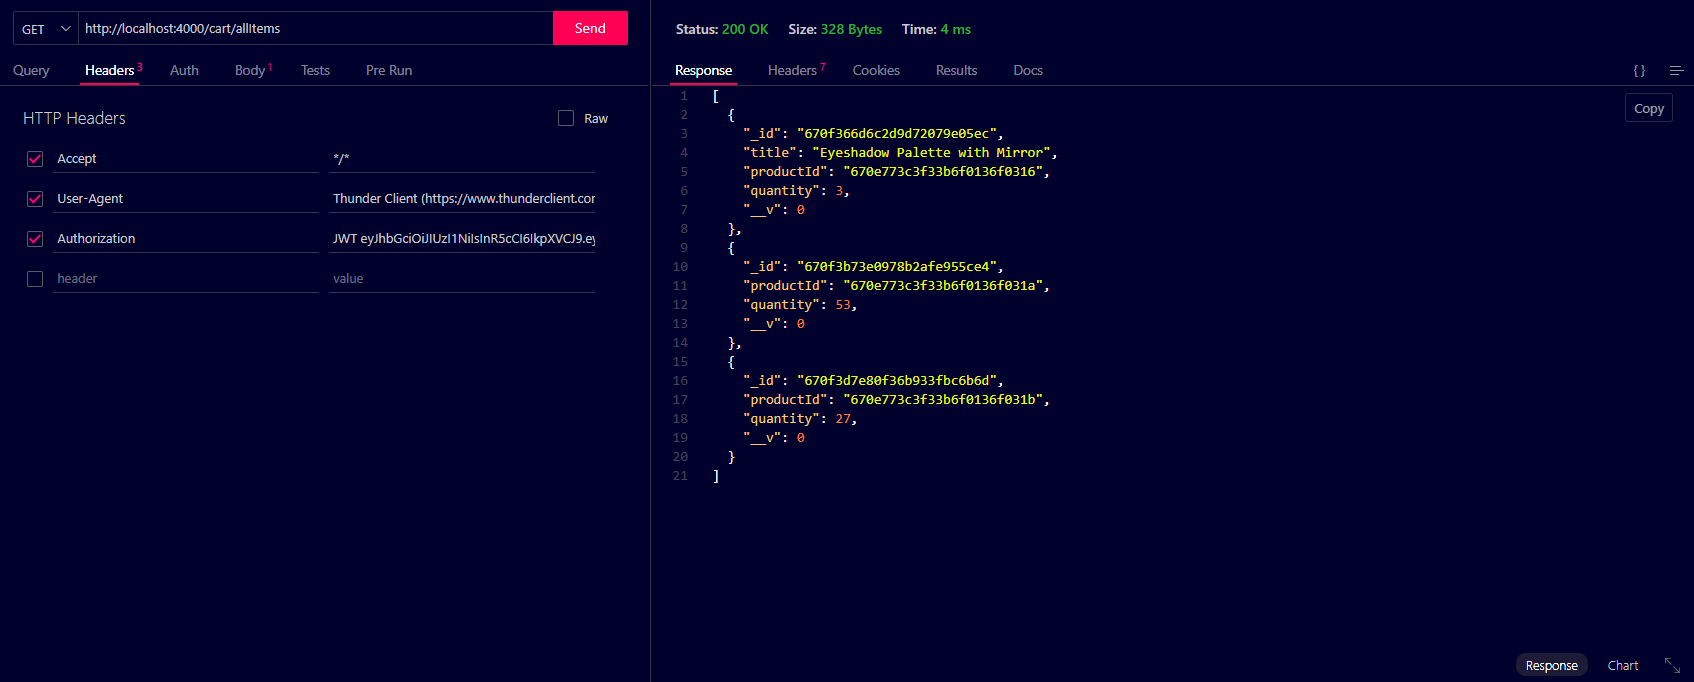 GET http://localhost:4000/cart/allItems Send
Query Headers 3 Auth Body 1 Tests Pre Run
HTTP Headers Raw
Accept */*
User-Agent Thunder Client (https://www.thunderclient.cor
Authorization JWT eyJhbGciOiJIUzI1NiIsInR5cCI6IkpXVCJ9.ey
header value
Status: 200 OK Size: 328 Bytes Time: 4 ms
Response Headers 7 Cookies Results Docs {}
Copy
1 [
2 {
3 "_id": "670f366d6c2d9d72079e05ec",
4 "title": "Eyeshadow Palette with Mirror",
5 "productId": "670e773c3f33b6f0136f0316",
6 "quantity": 3,
7 "__v": 0
8 },
9 {
10 "_id": "670f3b73e0978b2afe955ce4",
11 "productId": "670e773c3f33b6f0136f031a",
12 "quantity": 53,
13 "__v": 0
14 },
15 {
16 "_id": "670f3d7e80f36b933fbc6b6d",
17 "productId": "670e773c3f33b6f0136f031b",
18 "quantity": 27,
19 "__v": 0
20 }
21 ]
Response Chart